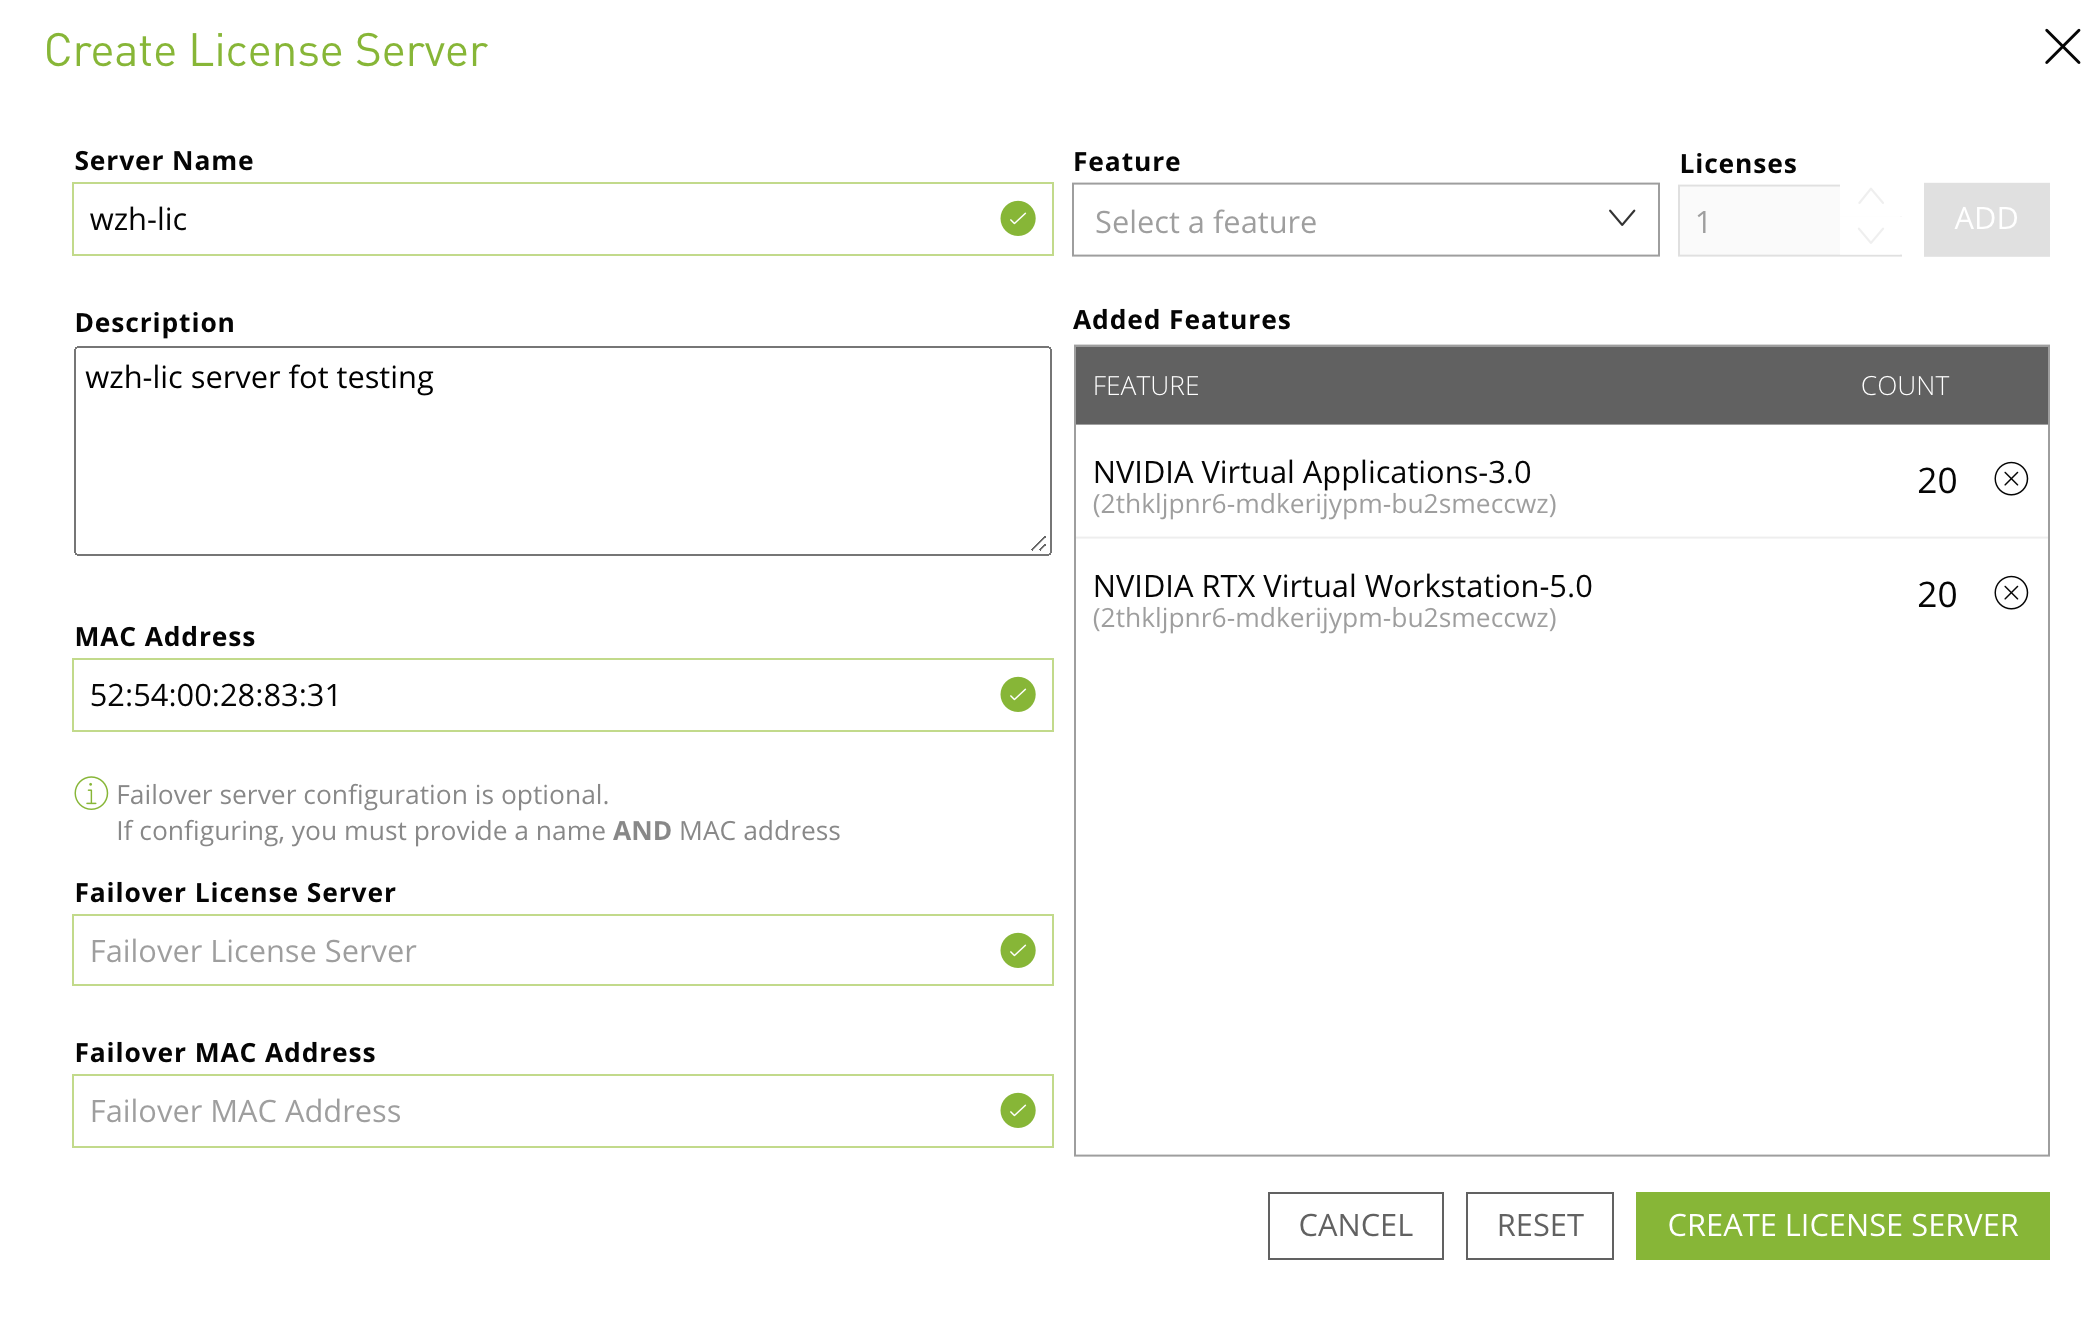 Create License Server
Server Name
wzh-lic
Description
wzh-lic server fot testing
MAC Address
52:54:00:28:83:31
Failover server configuration is optional.
If configuring, you must provide a name AND MAC address
Failover License Server
Failover License Server
Failover MAC Address
Failover MAC Address
Feature
Select a feature
Licenses
1
ADD
Added Features
FEATURE COUNT
NVIDIA Virtual Applications-3.0 20
(2thkljpnr6-mdkerijypm-bu2smeccwz)
NVIDIA RTX Virtual Workstation-5.0 20
(2thkljpnr6-mdkerijypm-bu2smeccwz)
CANCEL RESET CREATE LICENSE SERVER